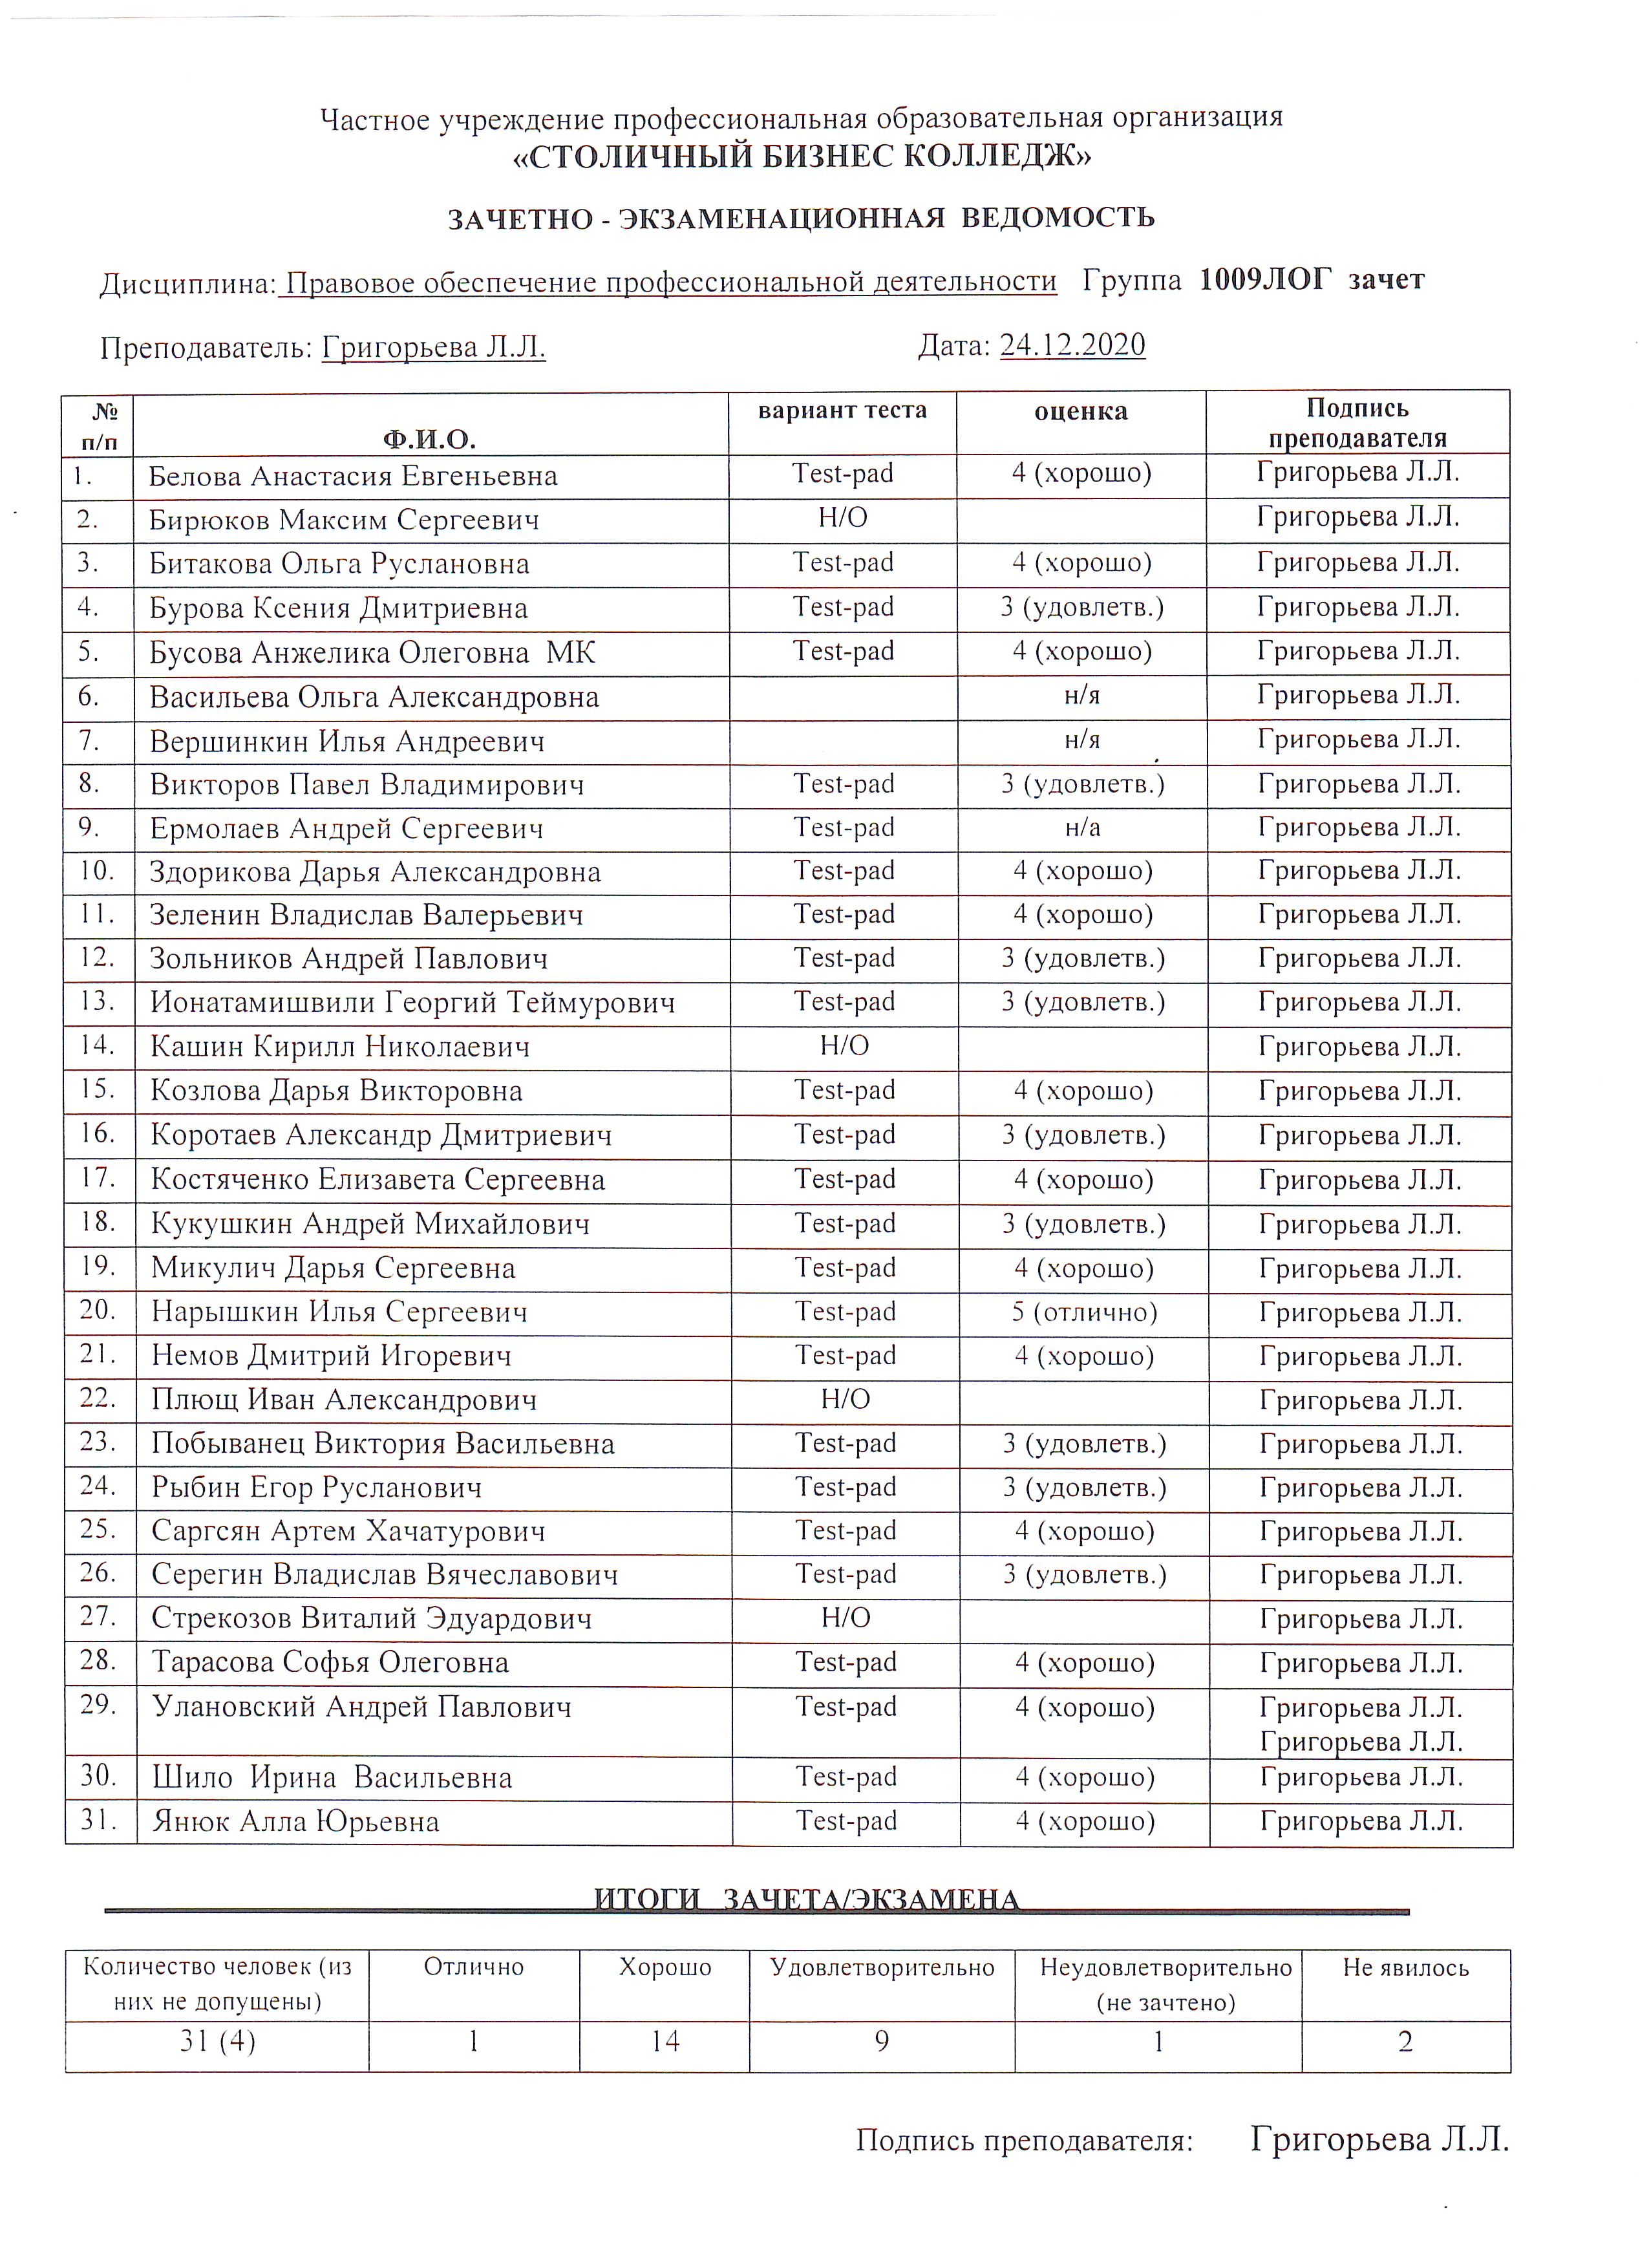 Частное учреждение профессиональная образовательная организация
«СТОЛИЧНЫЙ БИЗНЕС КОЛЛЕДЖ»
ЗАЧЕТНО - ЭКЗАМЕНАЦИОННАЯ ВЕДОМОСТЬ
Дисциплина: Правовое обеспечение профессиональной деятельности Группа 1009ЛОГ зачет
Преподаватель: Григорьева Л.Л. Дата: 24.12.2020
№ п/п Ф.И.О. вариант теста оценка Подпись преподавателя
1. Белова Анастасия Евгеньевна Test-pad 4 (хорошо) Григорьева Л.Л.
2. Бирюков Максим Сергеевич Н/О Григорьева Л.Л.
3. Битакова Ольга Руслановна Test-pad 4 (хорошо) Григорьева Л.Л.
4. Бурова Ксения Дмитриевна Test-pad 3 (удовлетв.) Григорьева Л.Л.
5. Бусова Анжелика Олеговна МК Test-pad 4 (хорошо) Григорьева Л.Л.
6. Васильева Ольга Александровна н/я Григорьева Л.Л.
7. Вершинкин Илья Андреевич н/я Григорьева Л.Л.
8. Викторов Павел Владимирович Test-pad 3 (удовлетв.) Григорьева Л.Л.
9. Ермолаев Андрей Сергеевич Test-pad н/а Григорьева Л.Л.
10. Здорикова Дарья Александровна Test-pad 4 (хорошо) Григорьева Л.Л.
11. Зеленин Владислав Валерьевич Test-pad 4 (хорошо) Григорьева Л.Л.
12. Зольников Андрей Павлович Test-pad 3 (удовлетв.) Григорьева Л.Л.
13. Ионатамишвили Георгий Теймурович Test-pad 3 (удовлетв.) Григорьева Л.Л.
14. Кашин Кирилл Николаевич Н/О Григорьева Л.Л.
15. Козлова Дарья Викторовна Test-pad 4 (хорошо) Григорьева Л.Л.
16. Коротаев Александр Дмитриевич Test-pad 3 (удовлетв.) Григорьева Л.Л.
17. Костяченко Елизавета Сергеевна Test-pad 4 (хорошо) Григорьева Л.Л.
18. Кукушкин Андрей Михайлович Test-pad 3 (удовлетв.) Григорьева Л.Л.
19. Микулич Дарья Сергеевна Test-pad 4 (хорошо) Григорьева Л.Л.
20. Нарышкин Илья Сергеевич Test-pad 5 (отлично) Григорьева Л.Л.
21. Немов Дмитрий Игоревич Test-pad 4 (хорошо) Григорьева Л.Л.
22. Плющ Иван Александрович Н/О Григорьева Л.Л.
23. Побыванец Виктория Васильевна Test-pad 3 (удовлетв.) Григорьева Л.Л.
24. Рыбин Егор Русланович Test-pad 3 (удовлетв.) Григорьева Л.Л.
25. Саргсян Артем Хачатурович Test-pad 4 (хорошо) Григорьева Л.Л.
26. Серегин Владислав Вячеславович Test-pad 3 (удовлетв.) Григорьева Л.Л.
27. Стрекозов Виталий Эдуардович Н/О Григорьева Л.Л.
28. Тарасова Софья Олеговна Test-pad 4 (хорошо) Григорьева Л.Л.
29. Улановский Андрей Павлович Test-pad 4 (хорошо) Григорьева Л.Л.
Григорьева Л.Л.
30. Шило Ирина Васильевна Test-pad 4 (хорошо) Григорьева Л.Л.
31. Янюк Алла Юрьевна Test-pad 4 (хорошо) Григорьева Л.Л.
ИТОГИ ЗАЧЕТА/ЭКЗАМЕНА
Количество человек (из них не допущены) Отлично Хорошо Удовлетворительно Неудовлетворительно (не зачтено) Не явилось
31 (4) 1 14 9 1 2
Подпись преподавателя: Григорьева Л.Л.